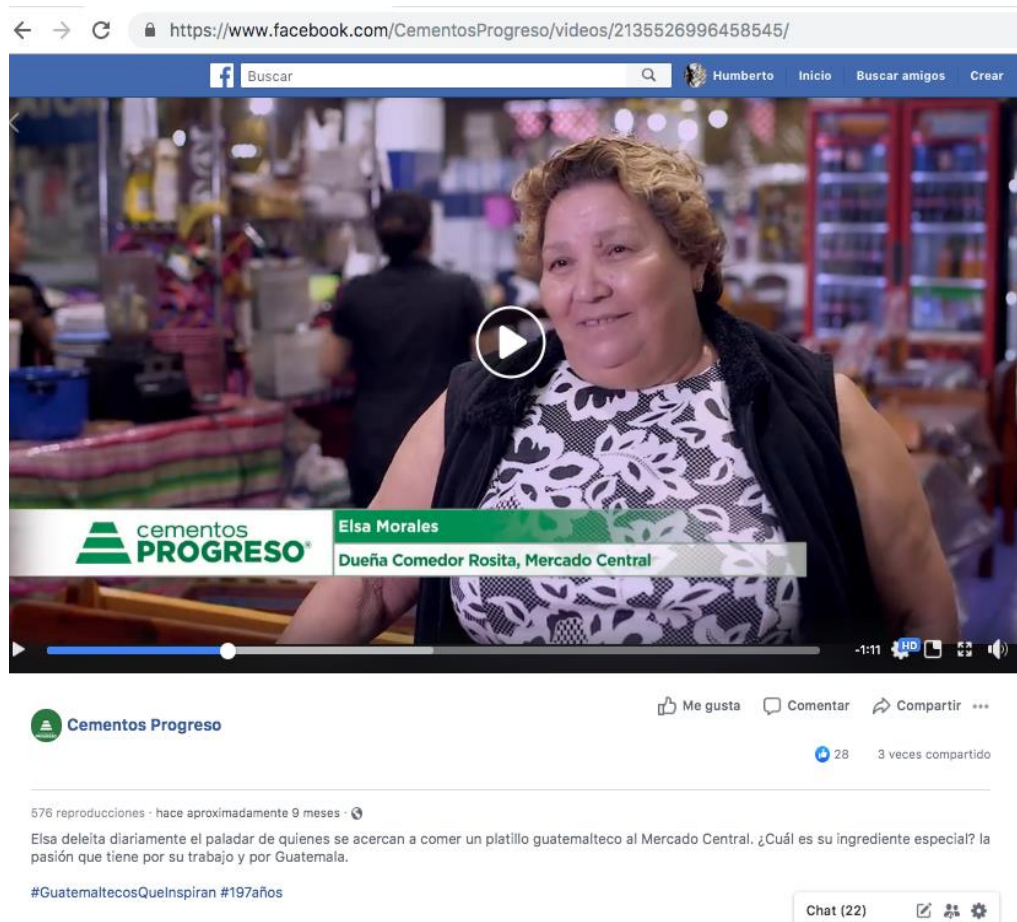 https://www.facebook.com/CementosProgreso/videos/2135526996458545/
f Buscar Humberto Inicio Buscar amigos Crear
cementos
PROGRESO®
Elsa Morales
Dueña Comedor Rosita, Mercado Central
-1:11 HD
Cementos Progreso
Me gusta Comentar Compartir
28 3 veces compartido
576 reproducciones · hace aproximadamente 9 meses ·
Elsa deleita diariamente el paladar de quienes se acercan a comer un platillo guatemalteco al Mercado Central. ¿Cuál es su ingrediente especial? la
pasión que tiene por su trabajo y por Guatemala.
#GuatemaltecosQueInspiran #197años
Chat (22)